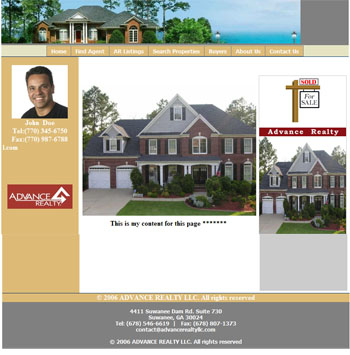 Home Find Agent All Listings Search Properties Buyers About Us Contact Us
John Doe
Tel:(770) 345-6750
Fax:(770) 987-6788
ADVANCE
REALTY
SOLD
For
SALE
Advance Realty
This is my content for this page *******
© 2006 ADVANCE REALTY LLC. All rights reserved
4411 Suwanee Dam Rd. Suite 730
Suwanee, GA 30024
Tel: (678) 546-6619 | Fax: (678) 807-1373
contact@advancerealtyllc.com
© 2006 ADVANCE REALTY LLC. All rights reserved